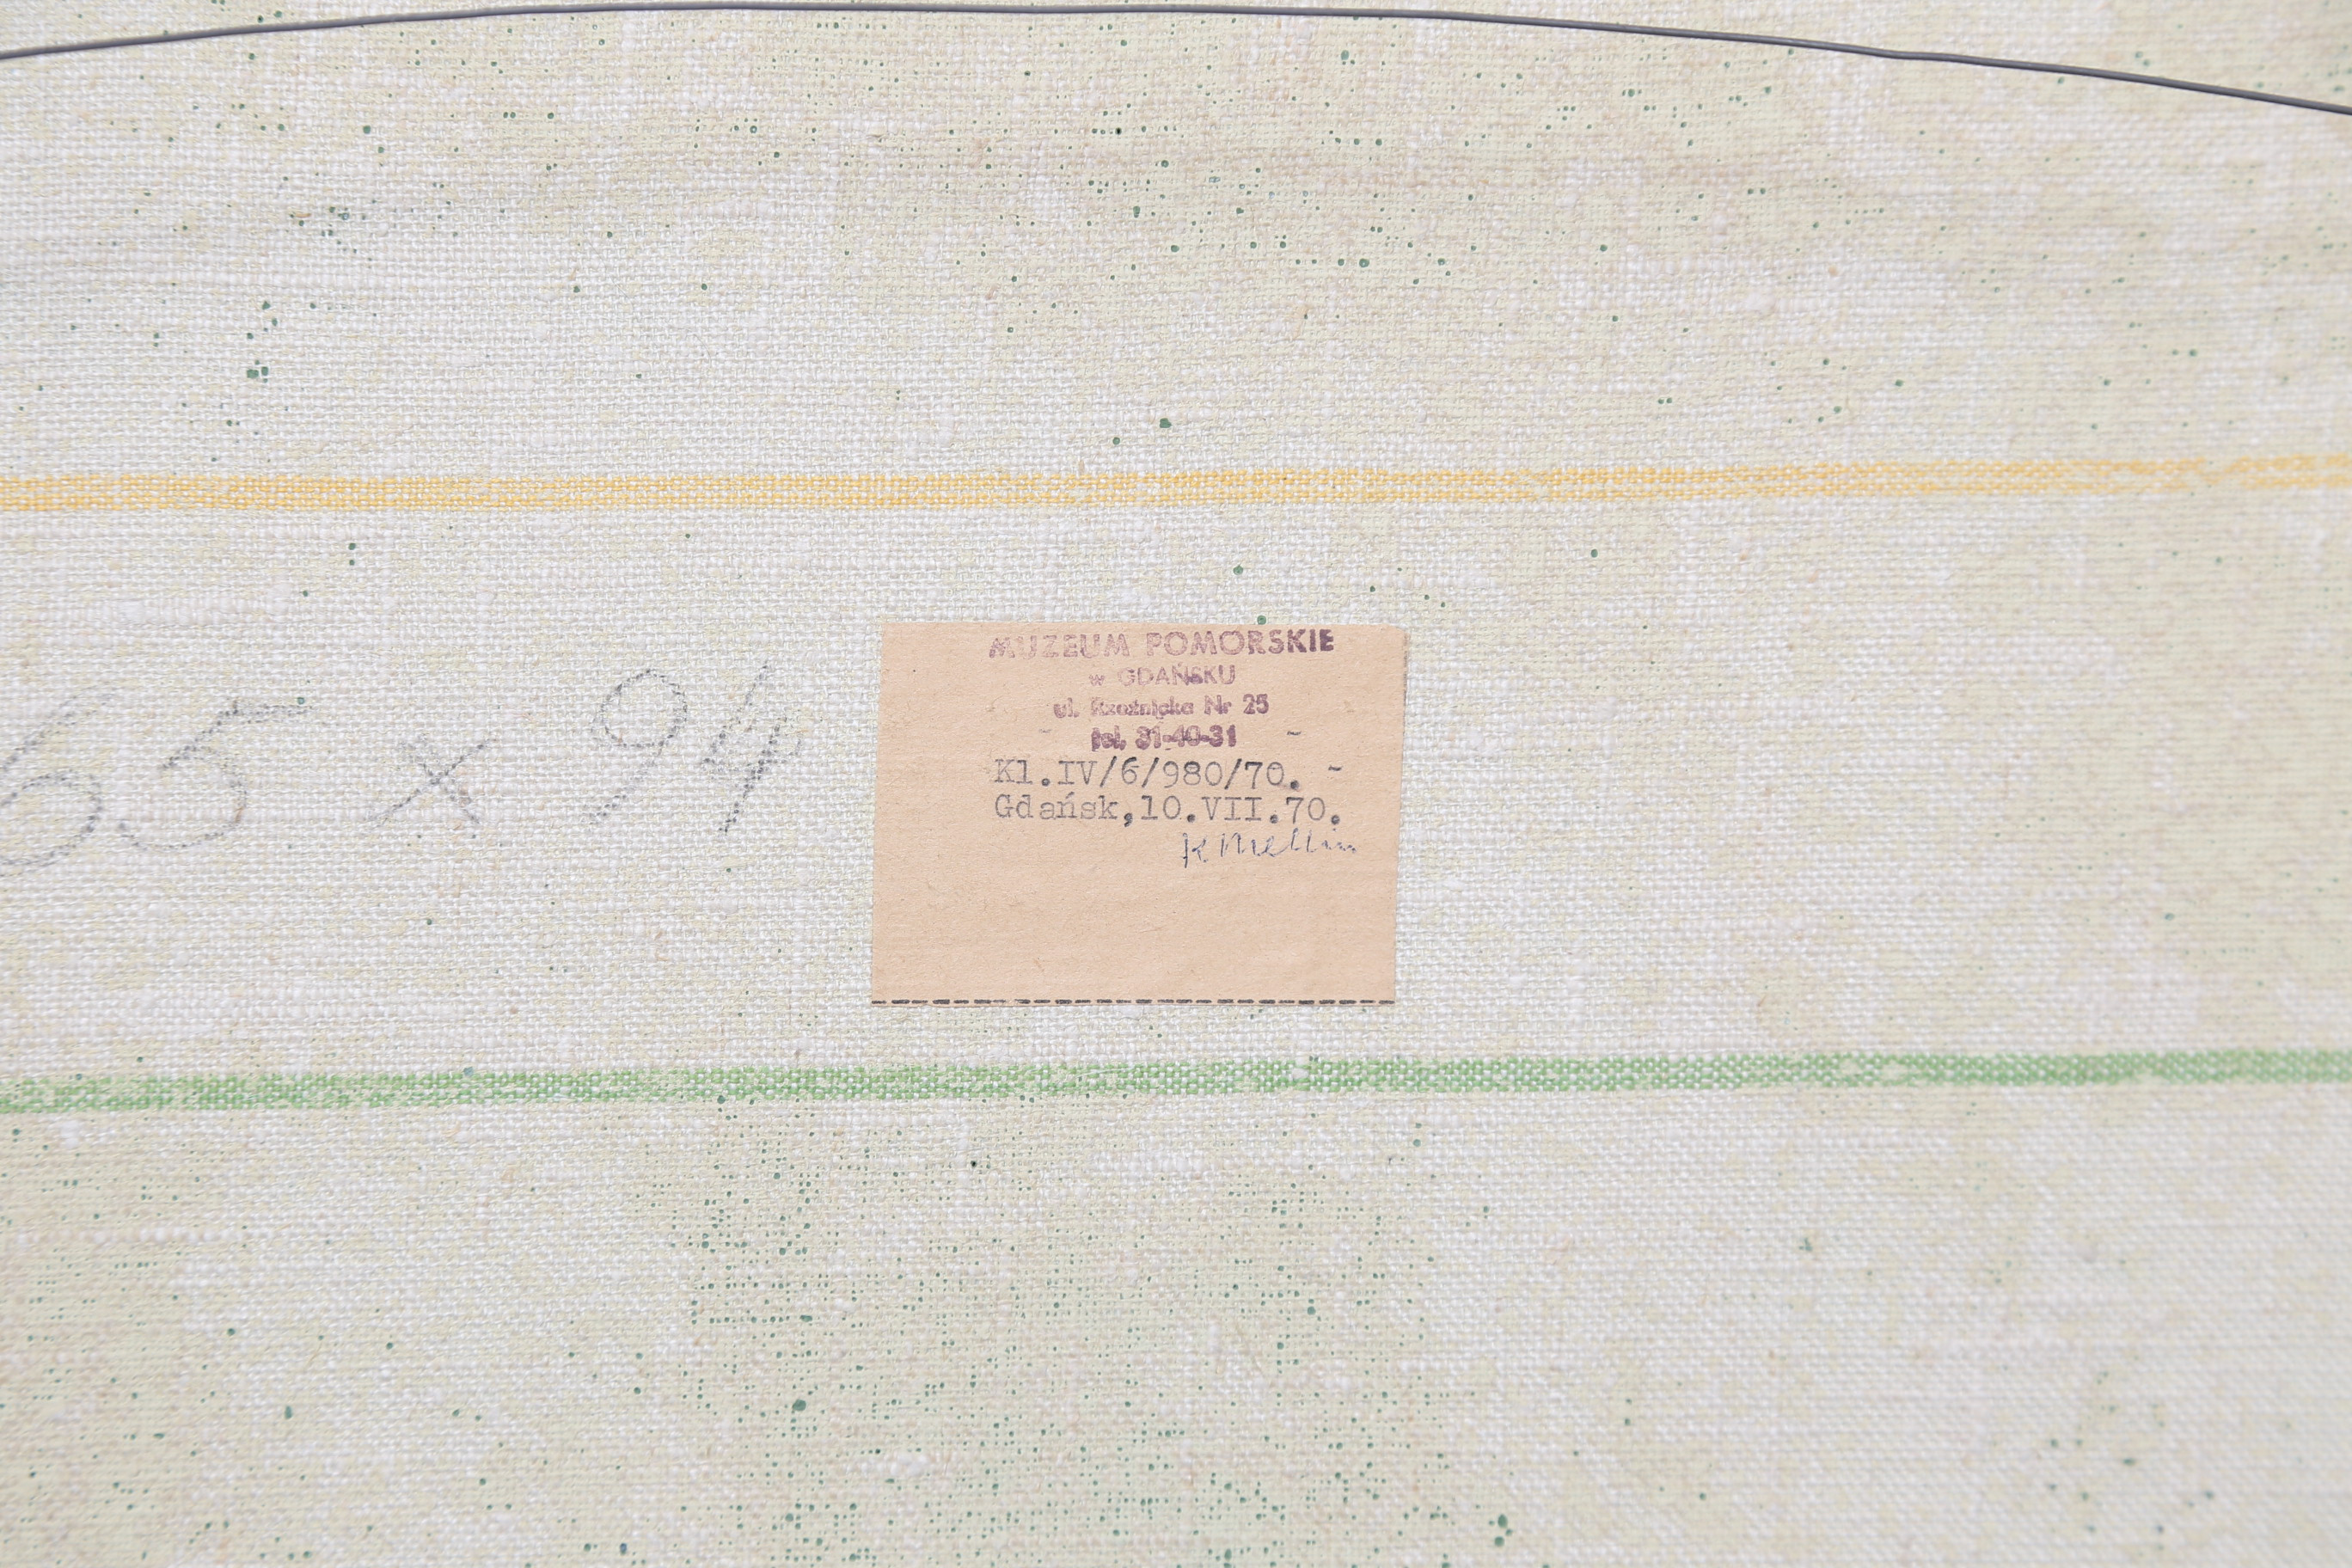 65 x 94
MUZEUM POMORSKIE
w GDAŃSKU
ul. Rzeźnicka Nr 25
tel. 31-40-31
Kl.IV/6/980/70. -
Gdańsk,10.VII.70.
K Mellin